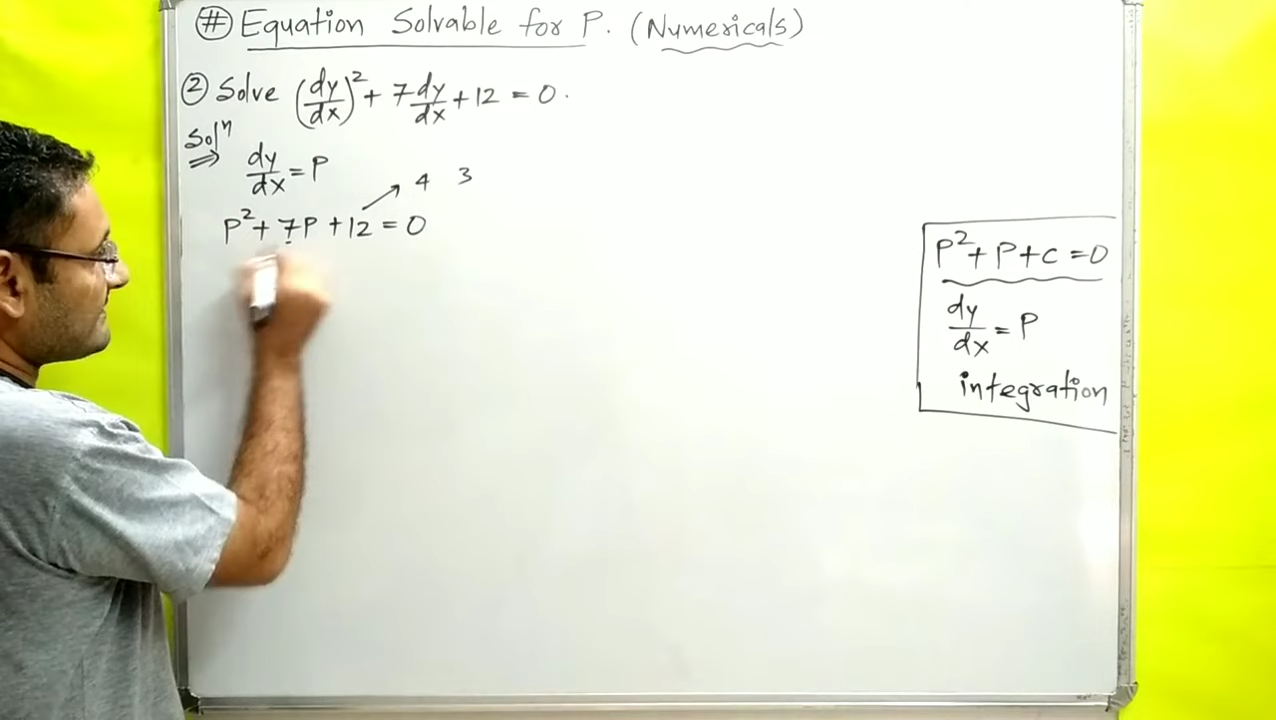 # Equation Solvable for P. (Numericals)
② Solve (dy/dx)² + 7 dy/dx + 12 = 0.
Solⁿ ⇒
dy/dx = P
4 3
P² + 7P + 12 = 0
P² + P + c = 0
dy/dx = P
integration